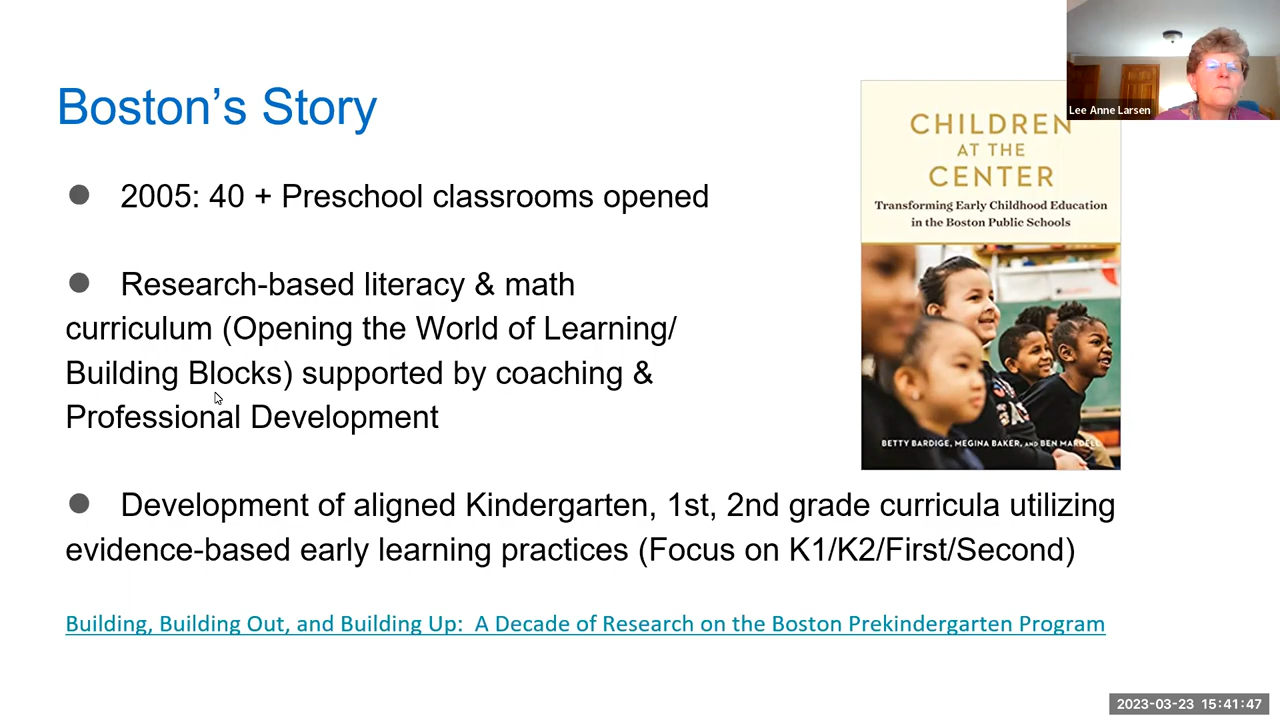 Boston's Story
● 2005: 40 + Preschool classrooms opened
● Research-based literacy & math
curriculum (Opening the World of Learning/
Building Blocks) supported by coaching &
Professional Development
● Development of aligned Kindergarten, 1st, 2nd grade curricula utilizing
evidence-based early learning practices (Focus on K1/K2/First/Second)
Building, Building Out, and Building Up:  A Decade of Research on the Boston Prekindergarten Program
CHILDREN
AT THE
CENTER
Transforming Early Childhood Education
in the Boston Public Schools
BETTY BARDIGE, MEGINA BAKER, AND BEN MARDELL
Lee Anne Larsen
2023-03-23 15:41:47